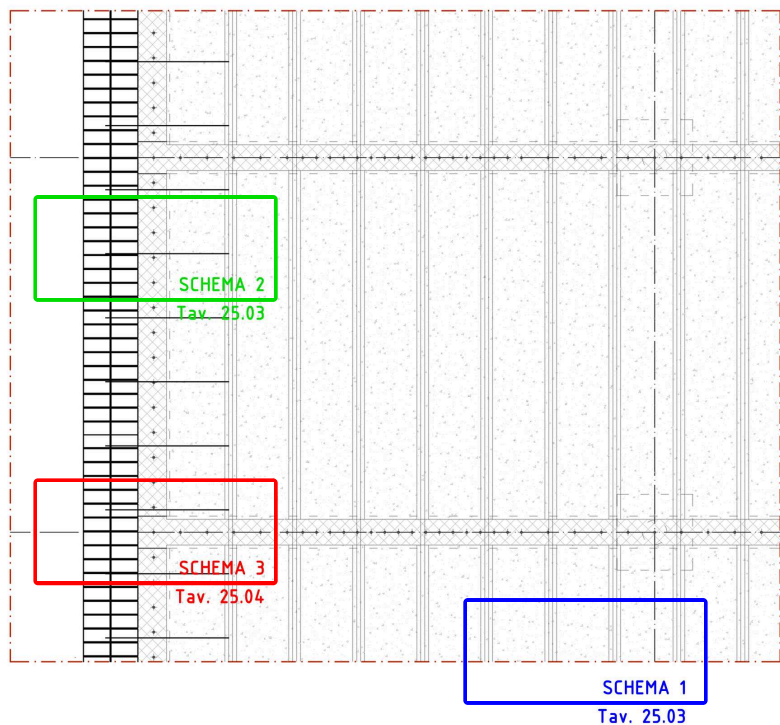 SCHEMA 2
Tav. 25.03
SCHEMA 3
Tav. 25.04
SCHEMA 1
Tav. 25.03